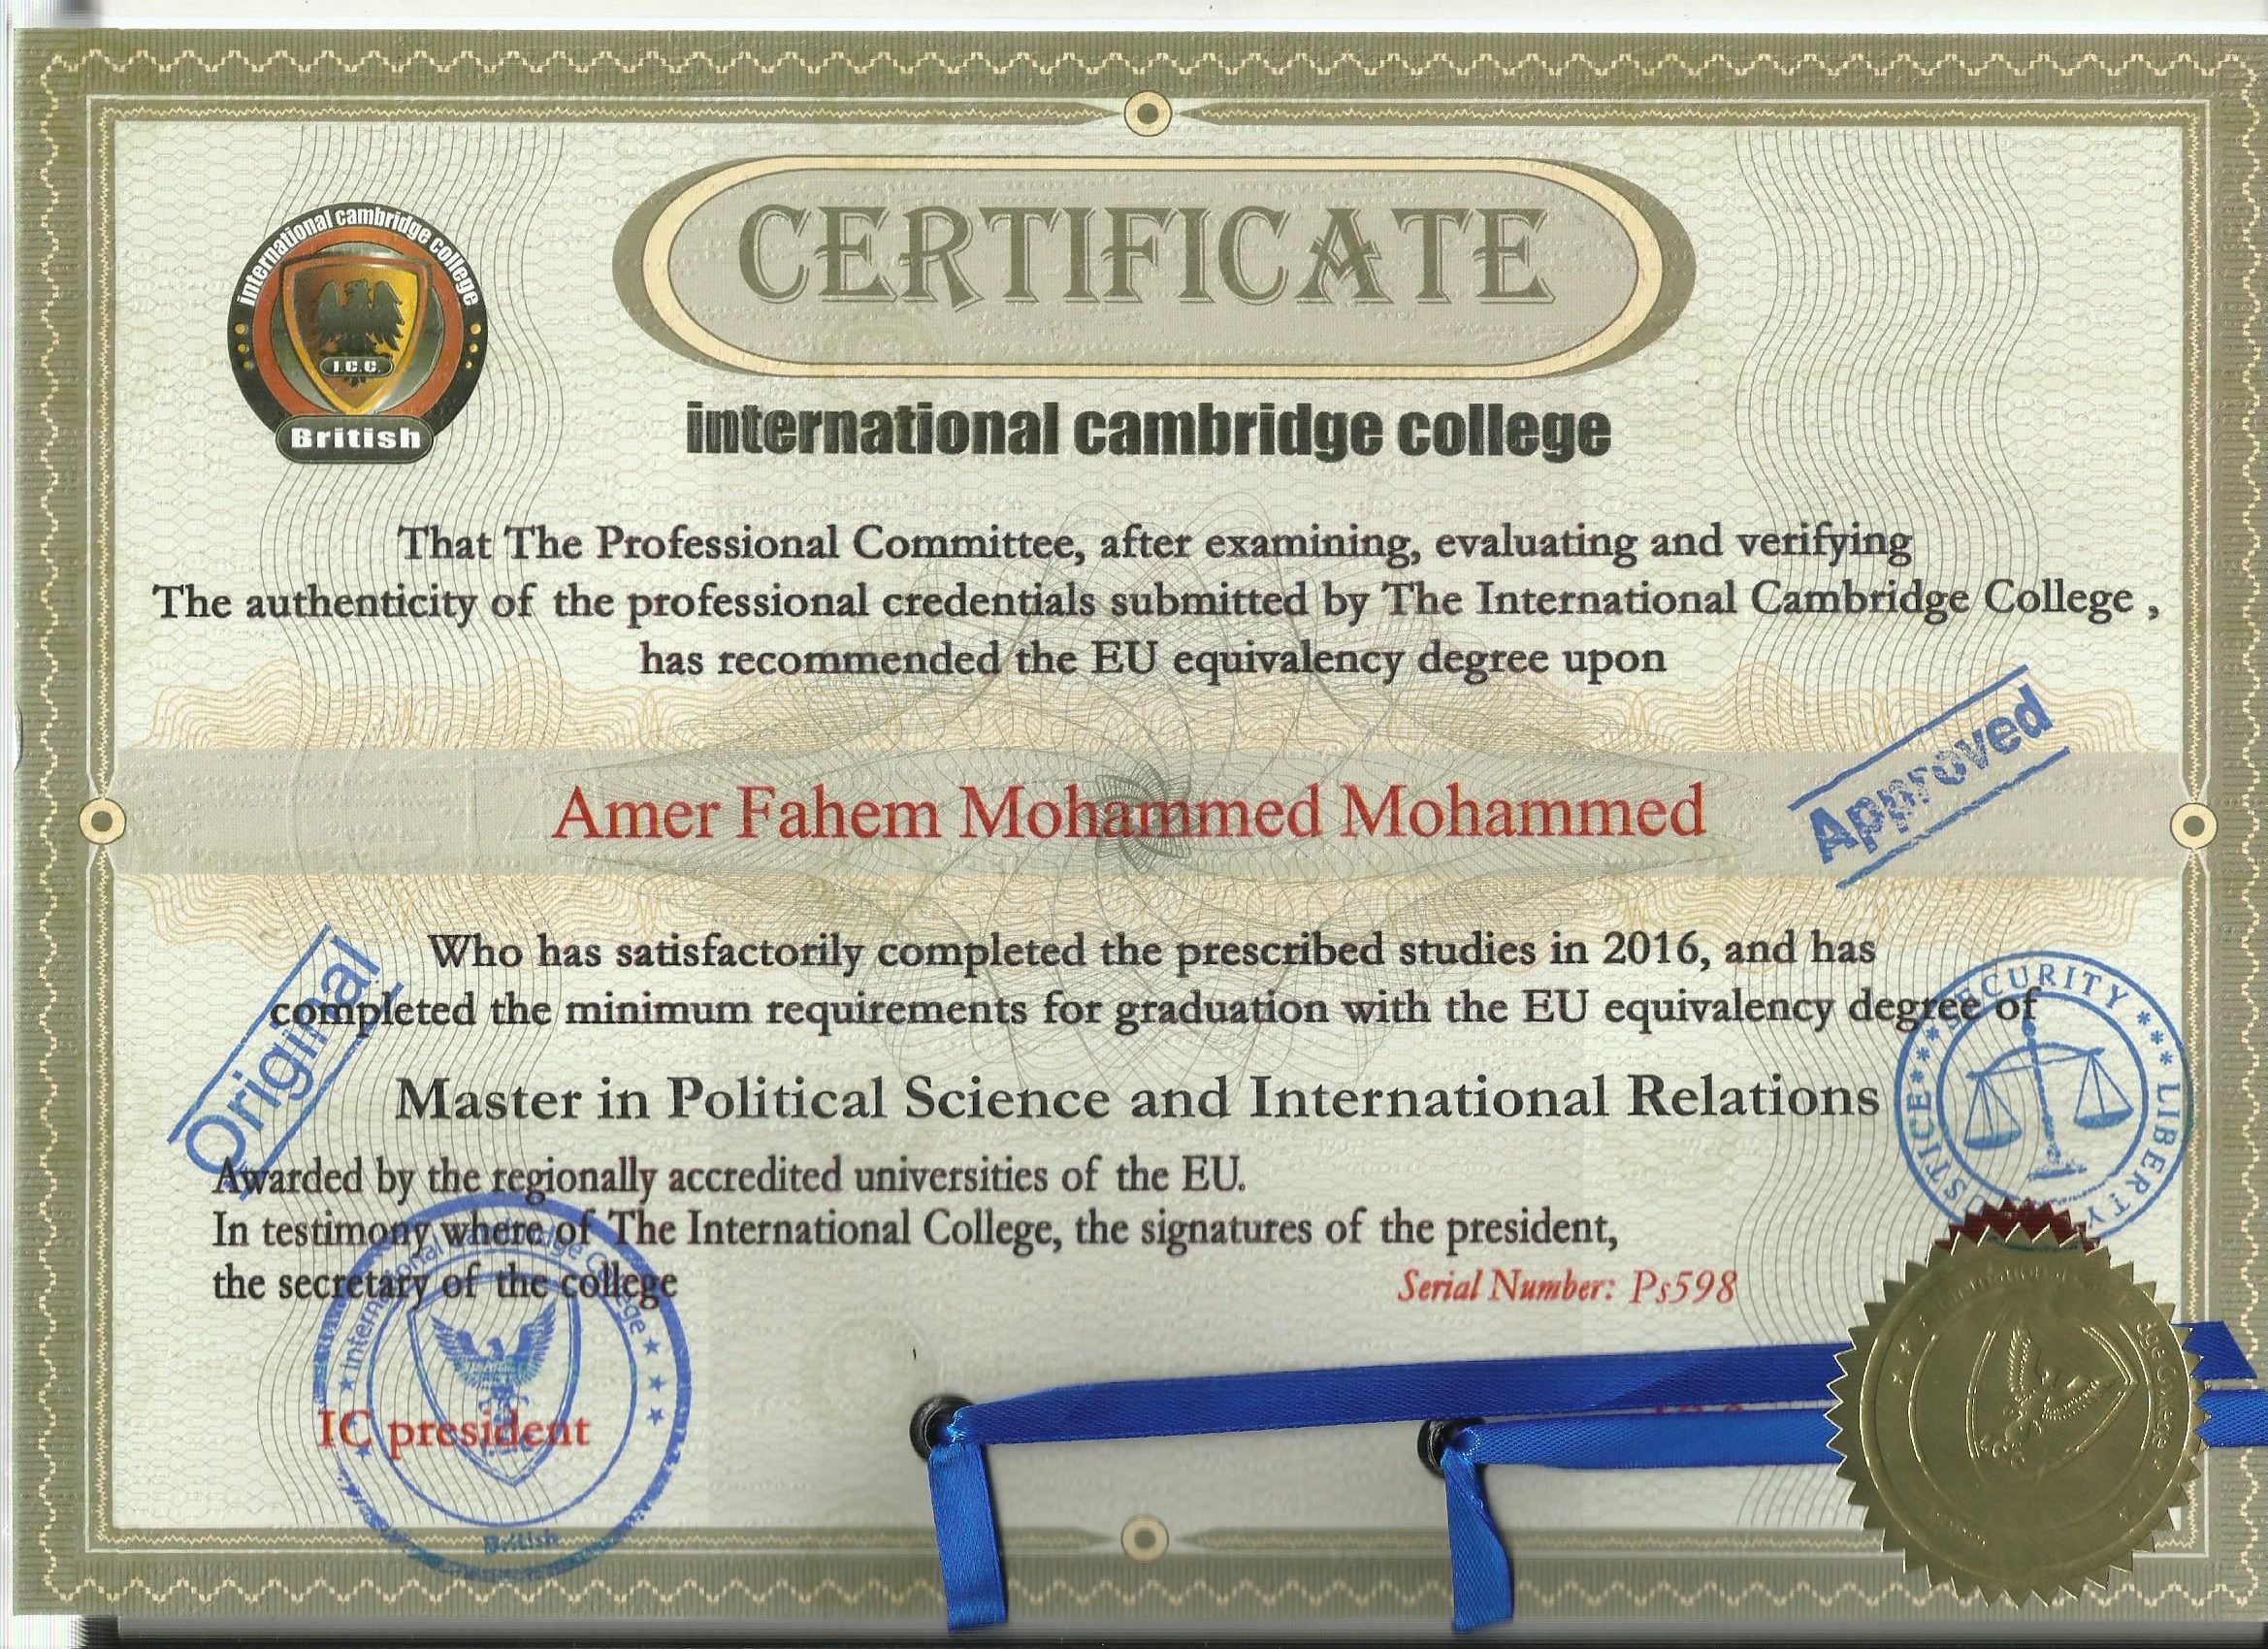 CERTIFICATE
international cambridge college
I.C.C.
British
international cambridge college
That The Professional Committee, after examining, evaluating and verifying
The authenticity of the professional credentials submitted by The International Cambridge College ,
has recommended the EU equivalency degree upon
Approved
Amer Fahem Mohammed Mohammed
Original
Who has satisfactorily completed the prescribed studies in 2016, and has
completed the minimum requirements for graduation with the EU equivalency degree of
SECURITY *** LIBERTY JUSTICE ***
Master in Political Science and International Relations
Awarded by the regionally accredited universities of the EU.
In testimony where of The International College, the signatures of the president,
the secretary of the college
Serial Number: Ps598
International Cambridge College
IC president
British